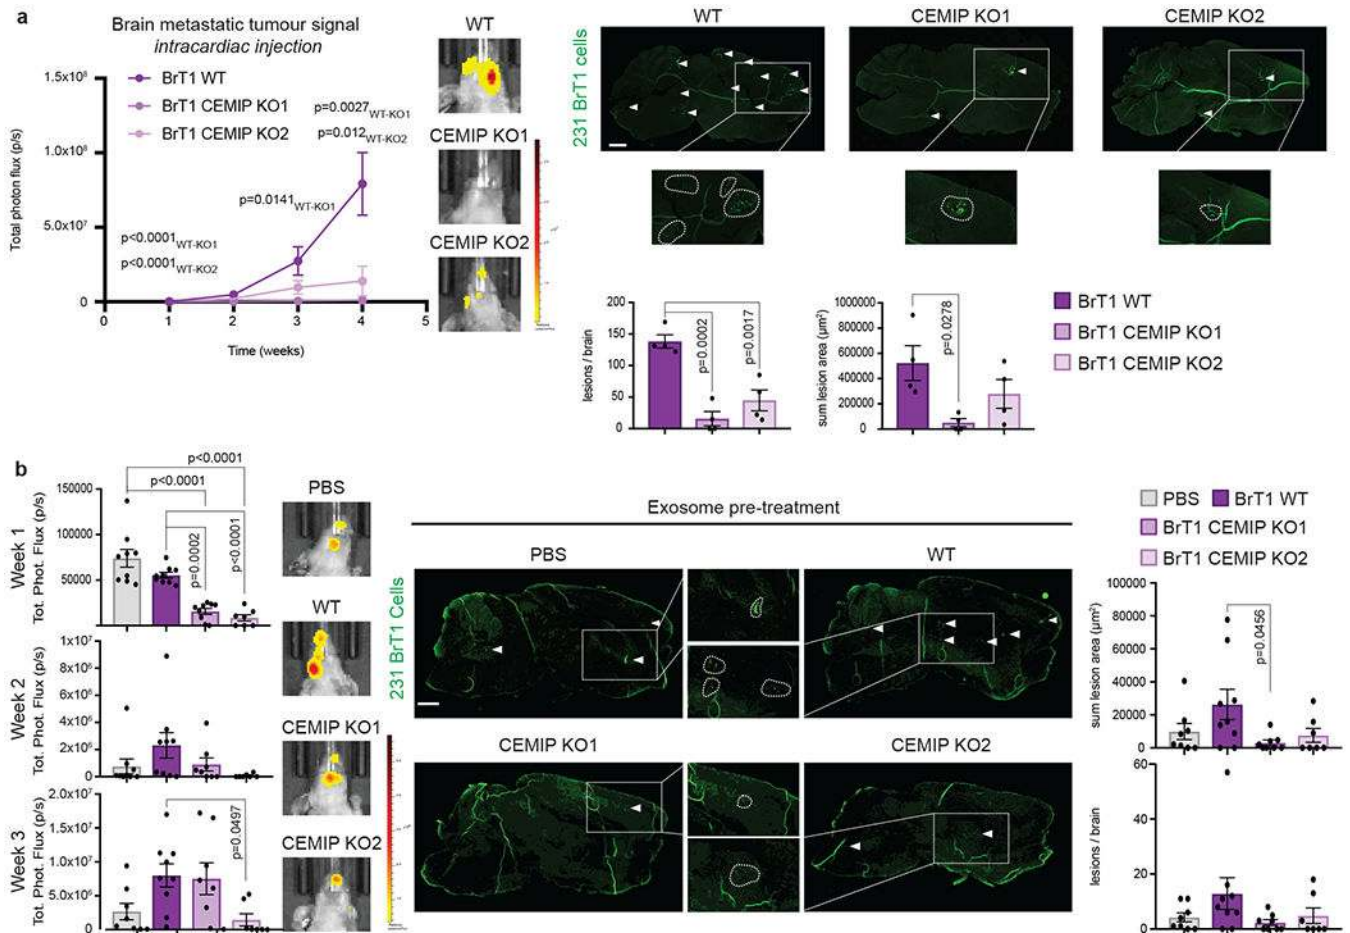 a
Brain metastatic tumour signal
intracardiac injection
BrT1 WT
BrT1 CEMIP KO1
BrT1 CEMIP KO2
Total photon flux (p/s)
1.5x10⁸
1.0x10⁸
5.0x10⁷
0
p=0.0027WT-KO1
p=0.012WT-KO2
p=0.0141WT-KO1
p<0.0001WT-KO1
p<0.0001WT-KO2
0 1 2 3 4 5
Time (weeks)
WT
CEMIP KO1
CEMIP KO2
231 BrT1 cells
WT CEMIP KO1 CEMIP KO2
lesions / brain
200
150
100
50
0
p=0.0002
p=0.0017
sum lesion area (µm²)
1000000
800000
600000
400000
200000
0
p=0.0278
BrT1 WT
BrT1 CEMIP KO1
BrT1 CEMIP KO2
b
Week 1
Tot. Phot. Flux (p/s)
150000
100000
50000
0
p<0.0001
p<0.0001
p=0.0002
p<0.0001
Week 2
Tot. Phot. Flux (p/s)
1x10⁷
8x10⁶
6x10⁶
4x10⁶
2x10⁶
0
Week 3
Tot. Phot. Flux (p/s)
2.0x10⁷
1.5x10⁷
1.0x10⁷
5.0x10⁶
0
p=0.0497
PBS
WT
CEMIP KO1
CEMIP KO2
Exosome pre-treatment
231 BrT1 Cells
PBS WT
CEMIP KO1 CEMIP KO2
PBS BrT1 WT
BrT1 CEMIP KO1
BrT1 CEMIP KO2
sum lesion area (µm²)
100000
80000
60000
40000
20000
0
p=0.0456
lesions / brain
60
40
20
0